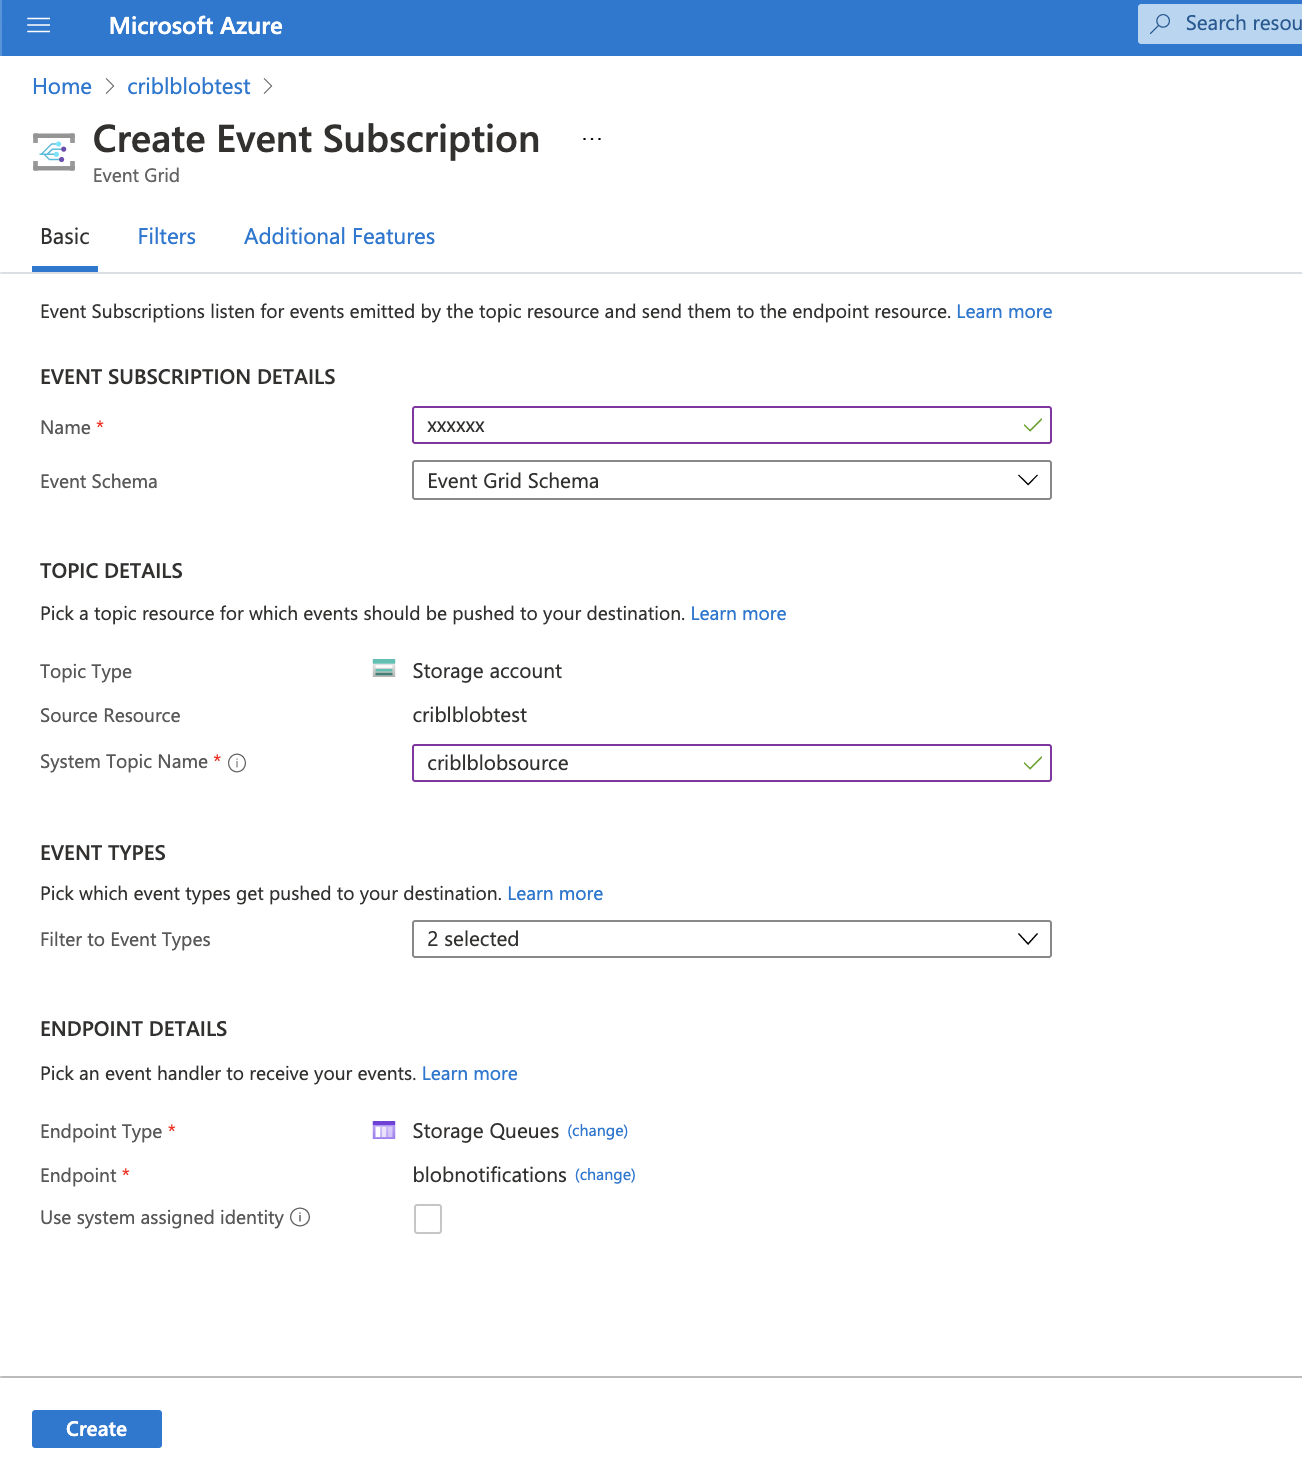 Microsoft Azure
Search resou
Home > criblblobtest >
Create Event Subscription ...
Event Grid
Basic Filters Additional Features
Event Subscriptions listen for events emitted by the topic resource and send them to the endpoint resource. Learn more
EVENT SUBSCRIPTION DETAILS
Name * xxxxxx
Event Schema Event Grid Schema
TOPIC DETAILS
Pick a topic resource for which events should be pushed to your destination. Learn more
Topic Type Storage account
Source Resource criblblobtest
System Topic Name * criblblobsource
EVENT TYPES
Pick which event types get pushed to your destination. Learn more
Filter to Event Types 2 selected
ENDPOINT DETAILS
Pick an event handler to receive your events. Learn more
Endpoint Type * Storage Queues (change)
Endpoint * blobnotifications (change)
Use system assigned identity
Create